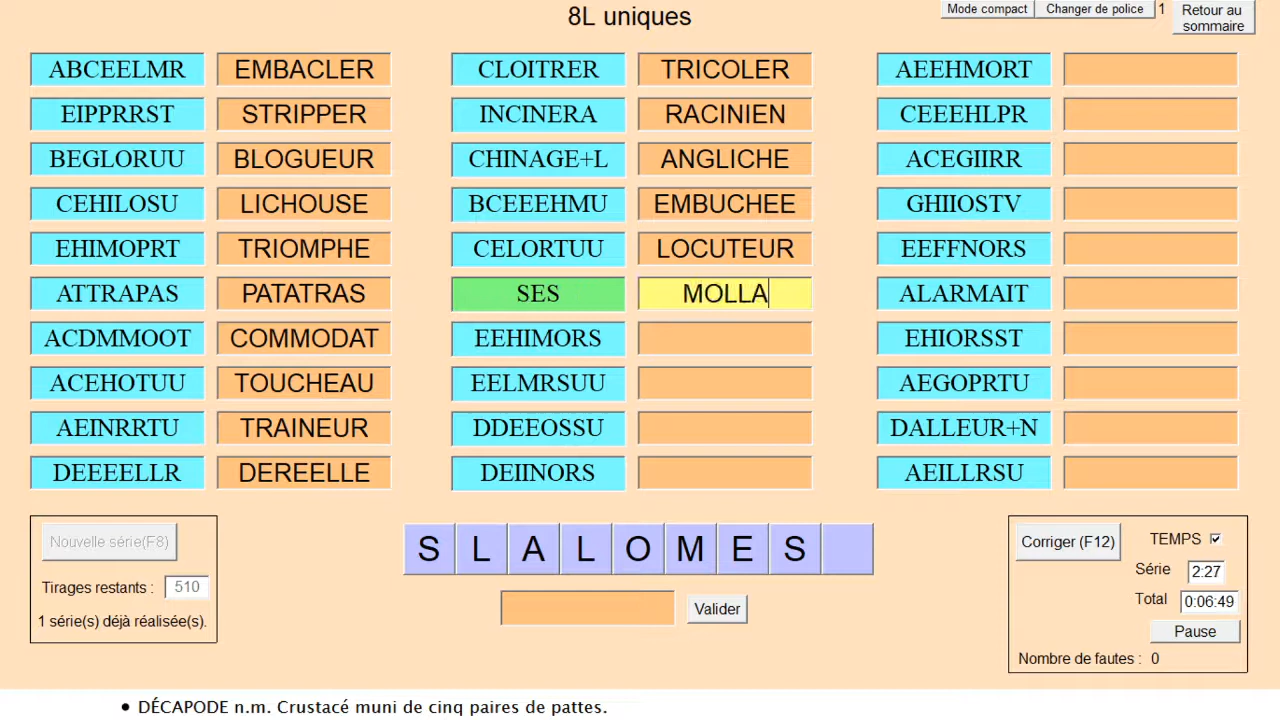 8L uniques
Mode compact
Changer de police
1
Retour au
sommaire
ABCEELMR EMBACLER CLOITRER TRICOLER AEEHMORT
EIPPRRST STRIPPER INCINERA RACINIEN CEEEHLPR
BEGLORUU BLOGUEUR CHINAGE+L ANGLICHE ACEGIIRR
CEHILOSU LICHOUSE BCEEEHMU EMBUCHEE GHIIOSTV
EHIMOPRT TRIOMPHE CELORTUU LOCUTEUR EEFFNORS
ATTRAPAS PATATRAS SES MOLLA ALARMAIT
ACDMMOOT COMMODAT EEHIMORS EHIORSST
ACEHOTUU TOUCHEAU EELMRSUU AEGOPRTU
AEINRRTU TRAINEUR DDEEOSSU DALLEUR+N
DEEEELLR DEREELLE DEIINORS AEILLRSU
Nouvelle série(F8)
Tirages restants : 510
1 série(s) déjà réalisée(s).
S L A L O M E S
Valider
Corriger (F12)
TEMPS
Série 2:27
Total 0:06:49
Pause
Nombre de fautes : 0
• DÉCAPODE n.m. Crustacé muni de cinq paires de pattes.